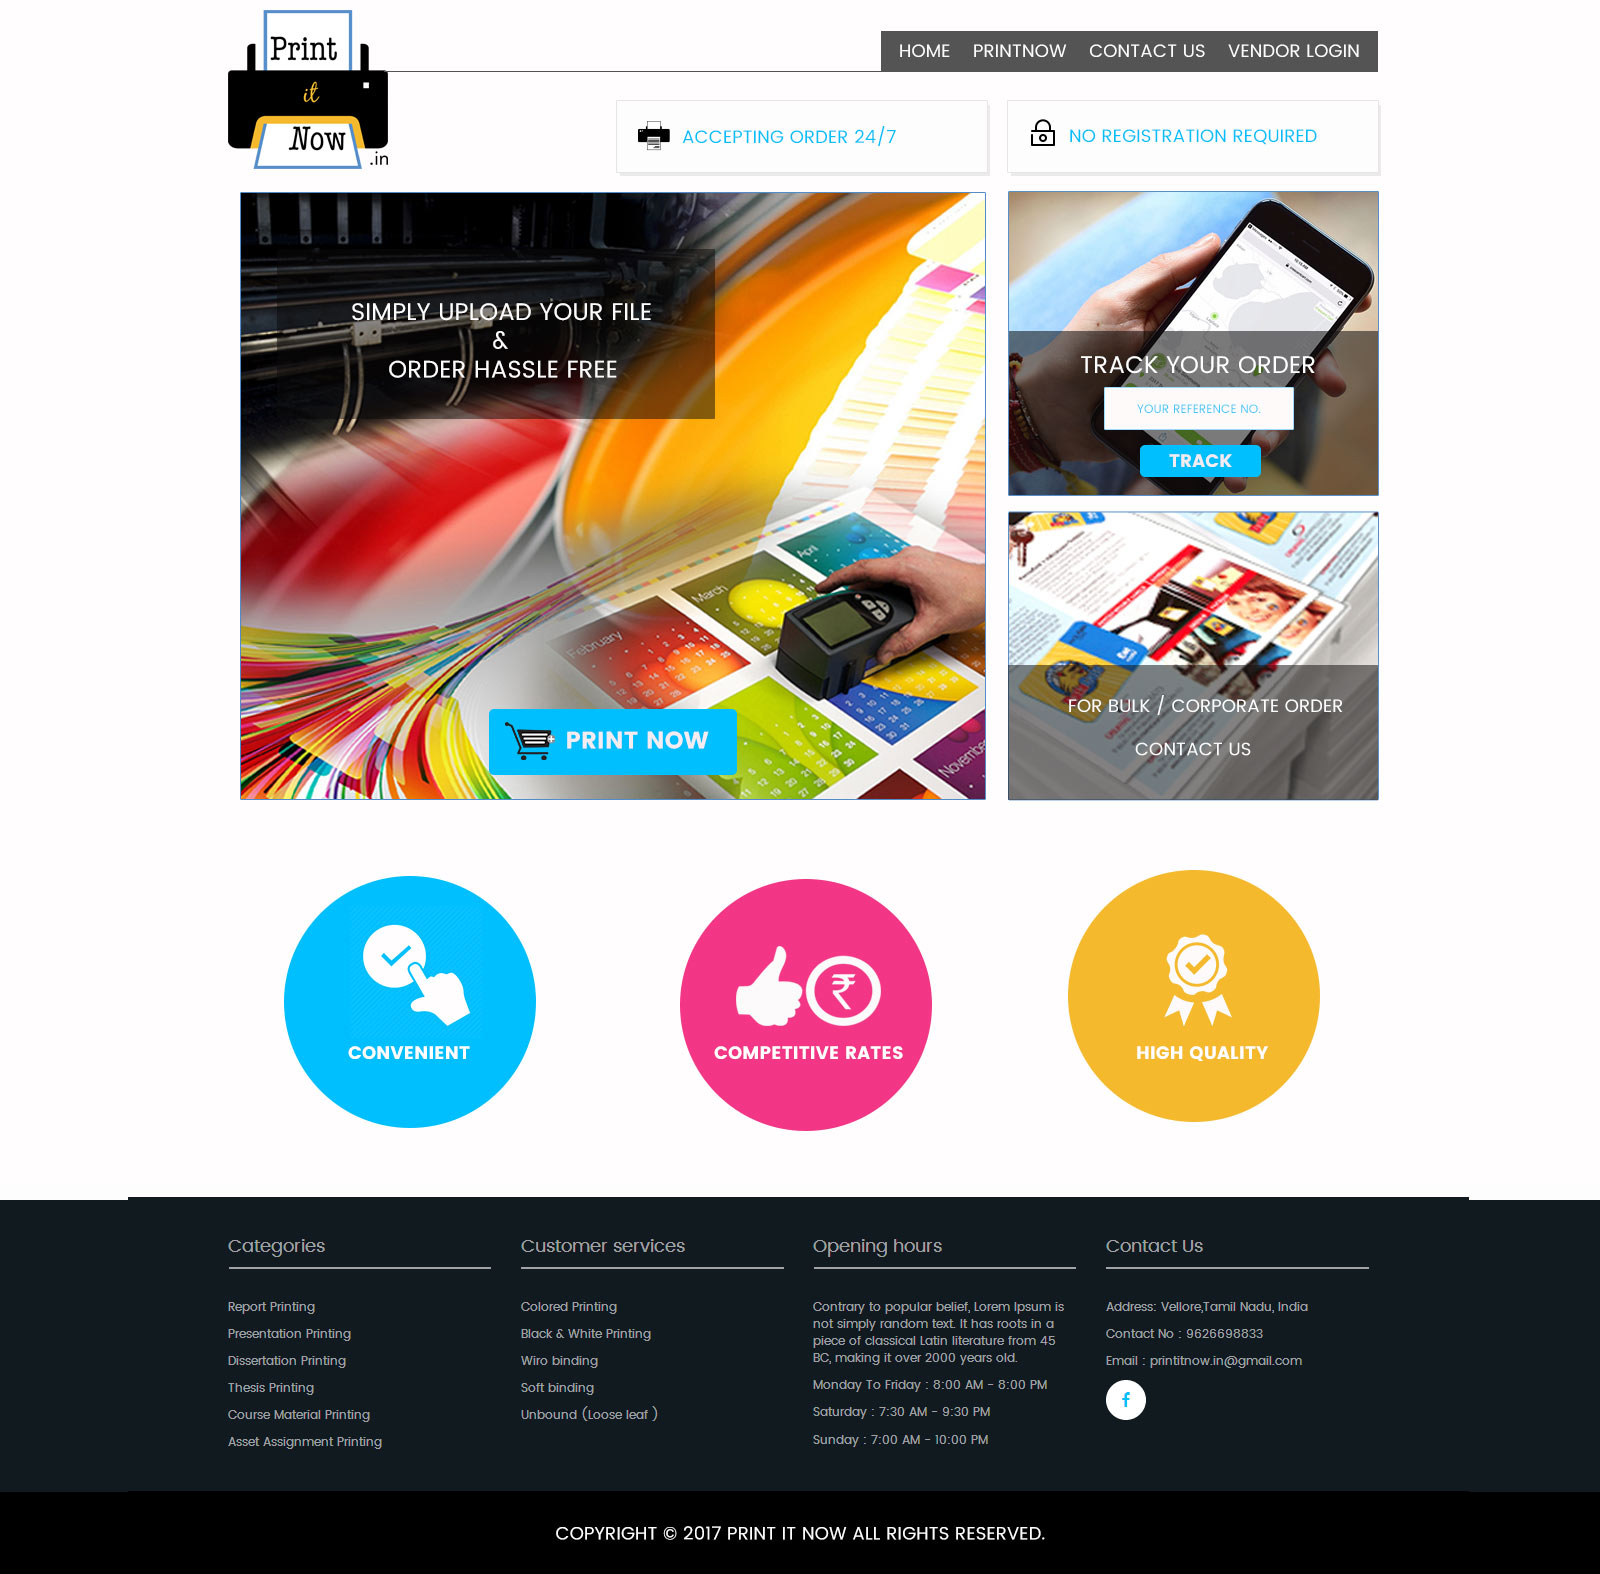 Print
it
Now
.in
HOME PRINTNOW CONTACT US VENDOR LOGIN
ACCEPTING ORDER 24/7
NO REGISTRATION REQUIRED
SIMPLY UPLOAD YOUR FILE
&
ORDER HASSLE FREE
April
March
February
November
PRINT NOW
TRACK YOUR ORDER
YOUR REFERENCE NO.
TRACK
FOR BULK / CORPORATE ORDER
CONTACT US
CONVENIENT
₹
COMPETITIVE RATES
HIGH QUALITY
Categories
Report Printing
Presentation Printing
Dissertation Printing
Thesis Printing
Course Material Printing
Asset Assignment Printing
Customer services
Colored Printing
Black & White Printing
Wiro binding
Soft binding
Unbound (Loose leaf )
Opening hours
Contrary to popular belief, Lorem Ipsum is
not simply random text. It has roots in a
piece of classical Latin literature from 45
BC, making it over 2000 years old.
Monday To Friday : 8:00 AM - 8:00 PM
Saturday : 7:30 AM - 9:30 PM
Sunday : 7:00 AM - 10:00 PM
Contact Us
Address: Vellore,Tamil Nadu, India
Contact No : 9626698833
Email : printitnow.in@gmail.com
f
COPYRIGHT © 2017 PRINT IT NOW ALL RIGHTS RESERVED.